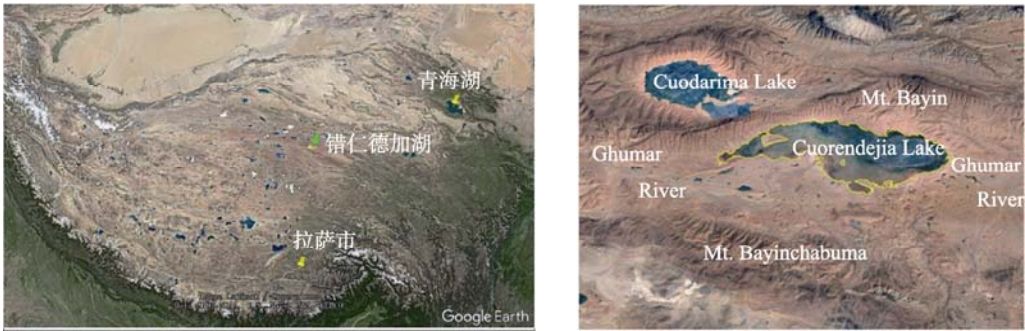 青海湖
错仁德加湖
拉萨市
Google Earth
Cuodarima Lake
Mt. Bayin
Cuorendejia Lake
Ghumar
River
Ghumar
River
Mt. Bayinchabuma